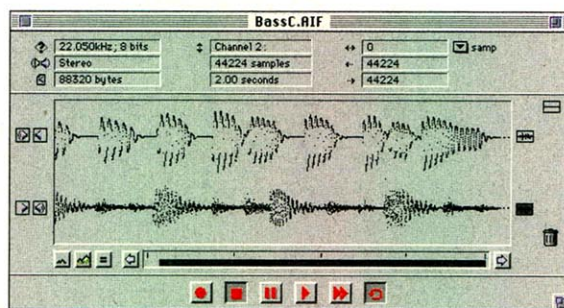 BassC.AIF
22.050kHz; 8 bits
Channel 2:
0
samp
Stereo
44224 samples
44224
88320 bytes
2.00 seconds
44224